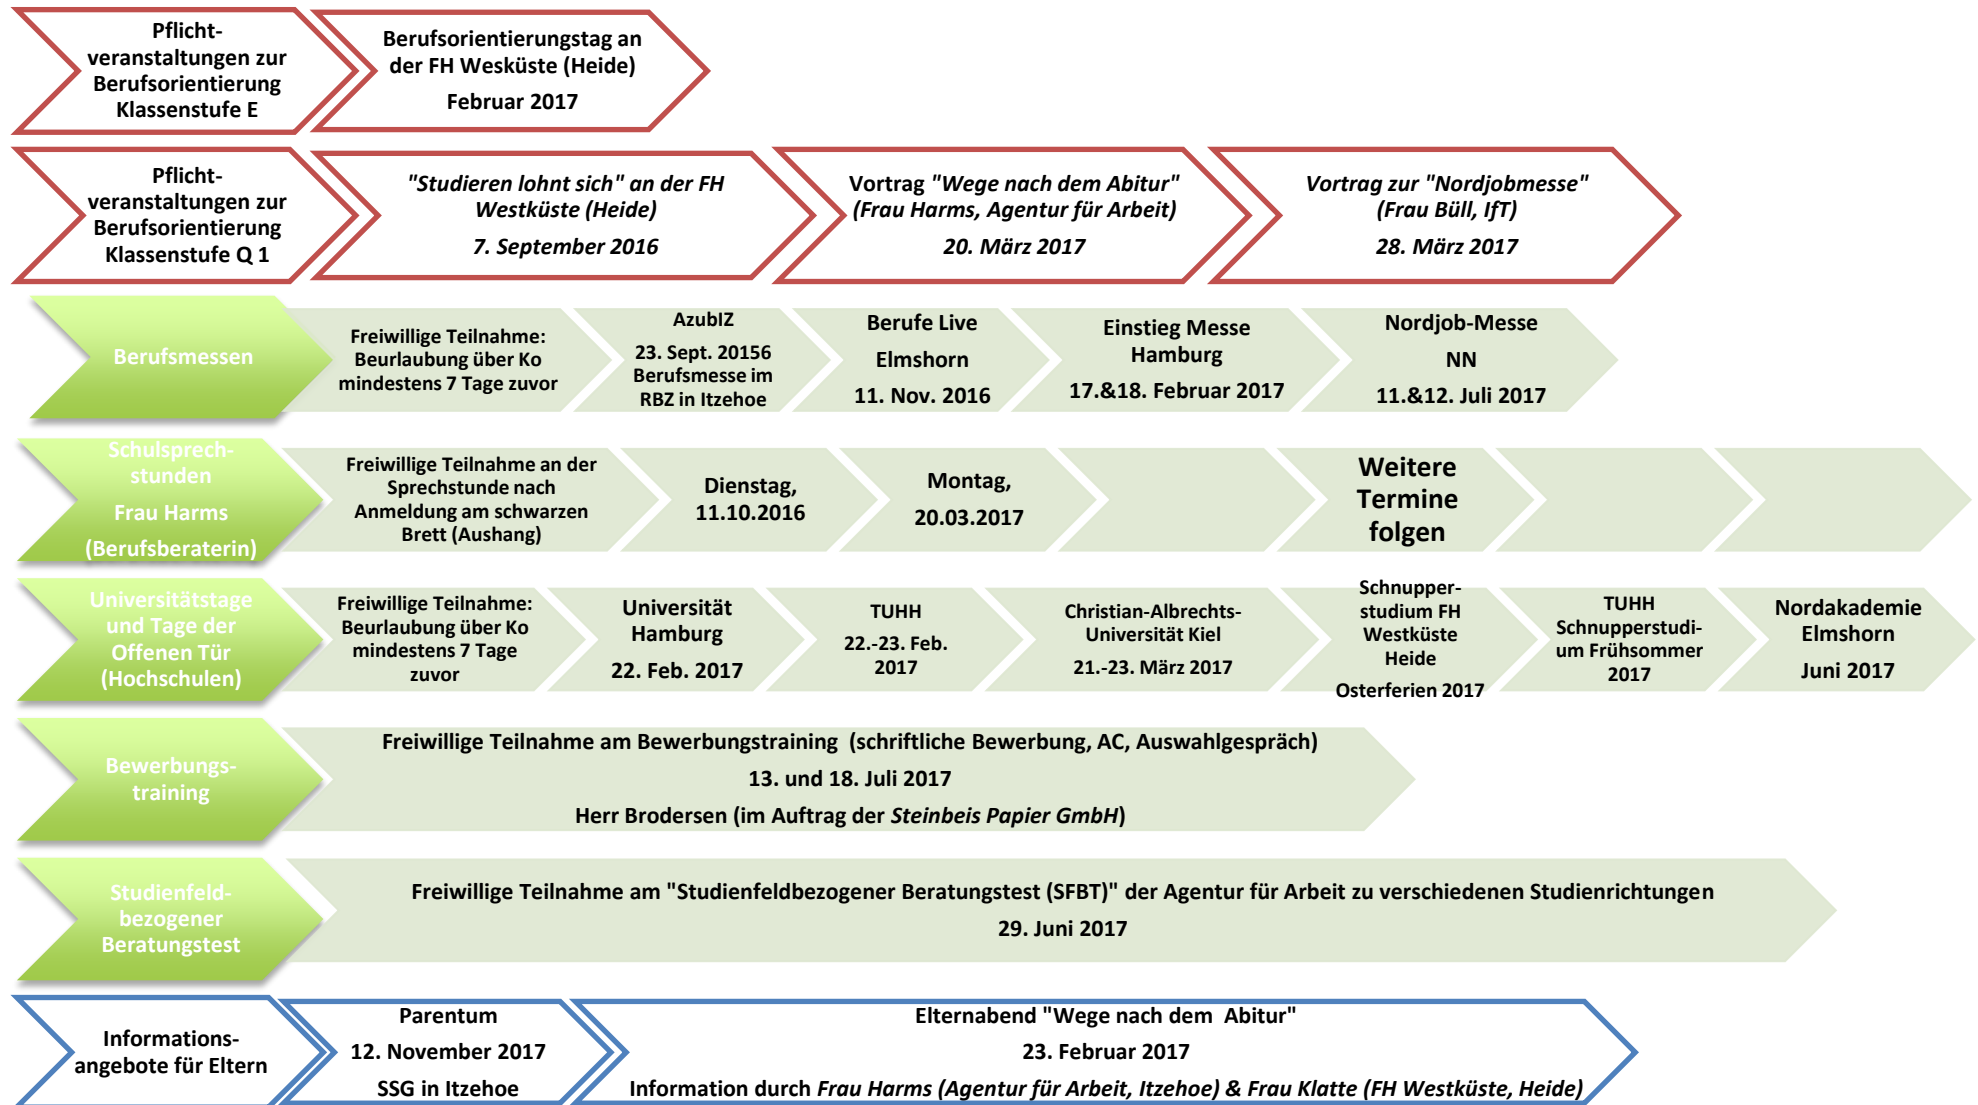 Pflicht-
veranstaltungen zur
Berufsorientierung
Klassenstufe E
Berufsorientierungstag an
der FH Wesküste (Heide)
Februar 2017
Pflicht-
veranstaltungen zur
Berufsorientierung
Klassenstufe Q 1
"Studieren lohnt sich" an der FH
Westküste (Heide)
7. September 2016
Vortrag "Wege nach dem Abitur"
(Frau Harms, Agentur für Arbeit)
20. März 2017
Vortrag zur "Nordjobmesse"
(Frau Büll, IfT)
28. März 2017
Berufsmessen
Freiwillige Teilnahme:
Beurlaubung über Ko
mindestens 7 Tage zuvor
AzubIZ
23. Sept. 20156
Berufsmesse im
RBZ in Itzehoe
Berufe Live
Elmshorn
11. Nov. 2016
Einstieg Messe
Hamburg
17.&18. Februar 2017
Nordjob-Messe
NN
11.&12. Juli 2017
Schulsprech-
stunden
Frau Harms
(Berufsberaterin)
Freiwillige Teilnahme an der
Sprechstunde nach
Anmeldung am schwarzen
Brett (Aushang)
Dienstag,
11.10.2016
Montag,
20.03.2017
Weitere
Termine
folgen
Universitätstage
und Tage der
Offenen Tür
(Hochschulen)
Freiwillige Teilnahme:
Beurlaubung über Ko
mindestens 7 Tage
zuvor
Universität
Hamburg
22. Feb. 2017
TUHH
22.-23. Feb.
2017
Christian-Albrechts-
Universität Kiel
21.-23. März 2017
Schnupper-
studium FH
Westküste
Heide
Osterferien 2017
TUHH
Schnupperstudi-
um Frühsommer
2017
Nordakademie
Elmshorn
Juni 2017
Bewerbungs-
training
Freiwillige Teilnahme am Bewerbungstraining (schriftliche Bewerbung, AC, Auswahlgespräch)
13. und 18. Juli 2017
Herr Brodersen (im Auftrag der Steinbeis Papier GmbH)
Studienfeld-
bezogener
Beratungstest
Freiwillige Teilnahme am "Studienfeldbezogener Beratungstest (SFBT)" der Agentur für Arbeit zu verschiedenen Studienrichtungen
29. Juni 2017
Informations-
angebote für Eltern
Parentum
12. November 2017
SSG in Itzehoe
Elternabend "Wege nach dem Abitur"
23. Februar 2017
Information durch Frau Harms (Agentur für Arbeit, Itzehoe) & Frau Klatte (FH Westküste, Heide)